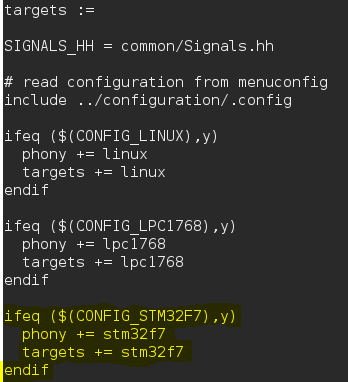 targets :=
SIGNALS_HH = common/Signals.hh
# read configuration from menuconfig
include ../configuration/.config
ifeq ($(CONFIG_LINUX),y)
phony += linux
targets += linux
endif
ifeq ($(CONFIG_LPC1768),y)
phony += lpc1768
targets += lpc1768
endif
ifeq ($(CONFIG_STM32F7),y)
phony += stm32f7
targets += stm32f7
endif